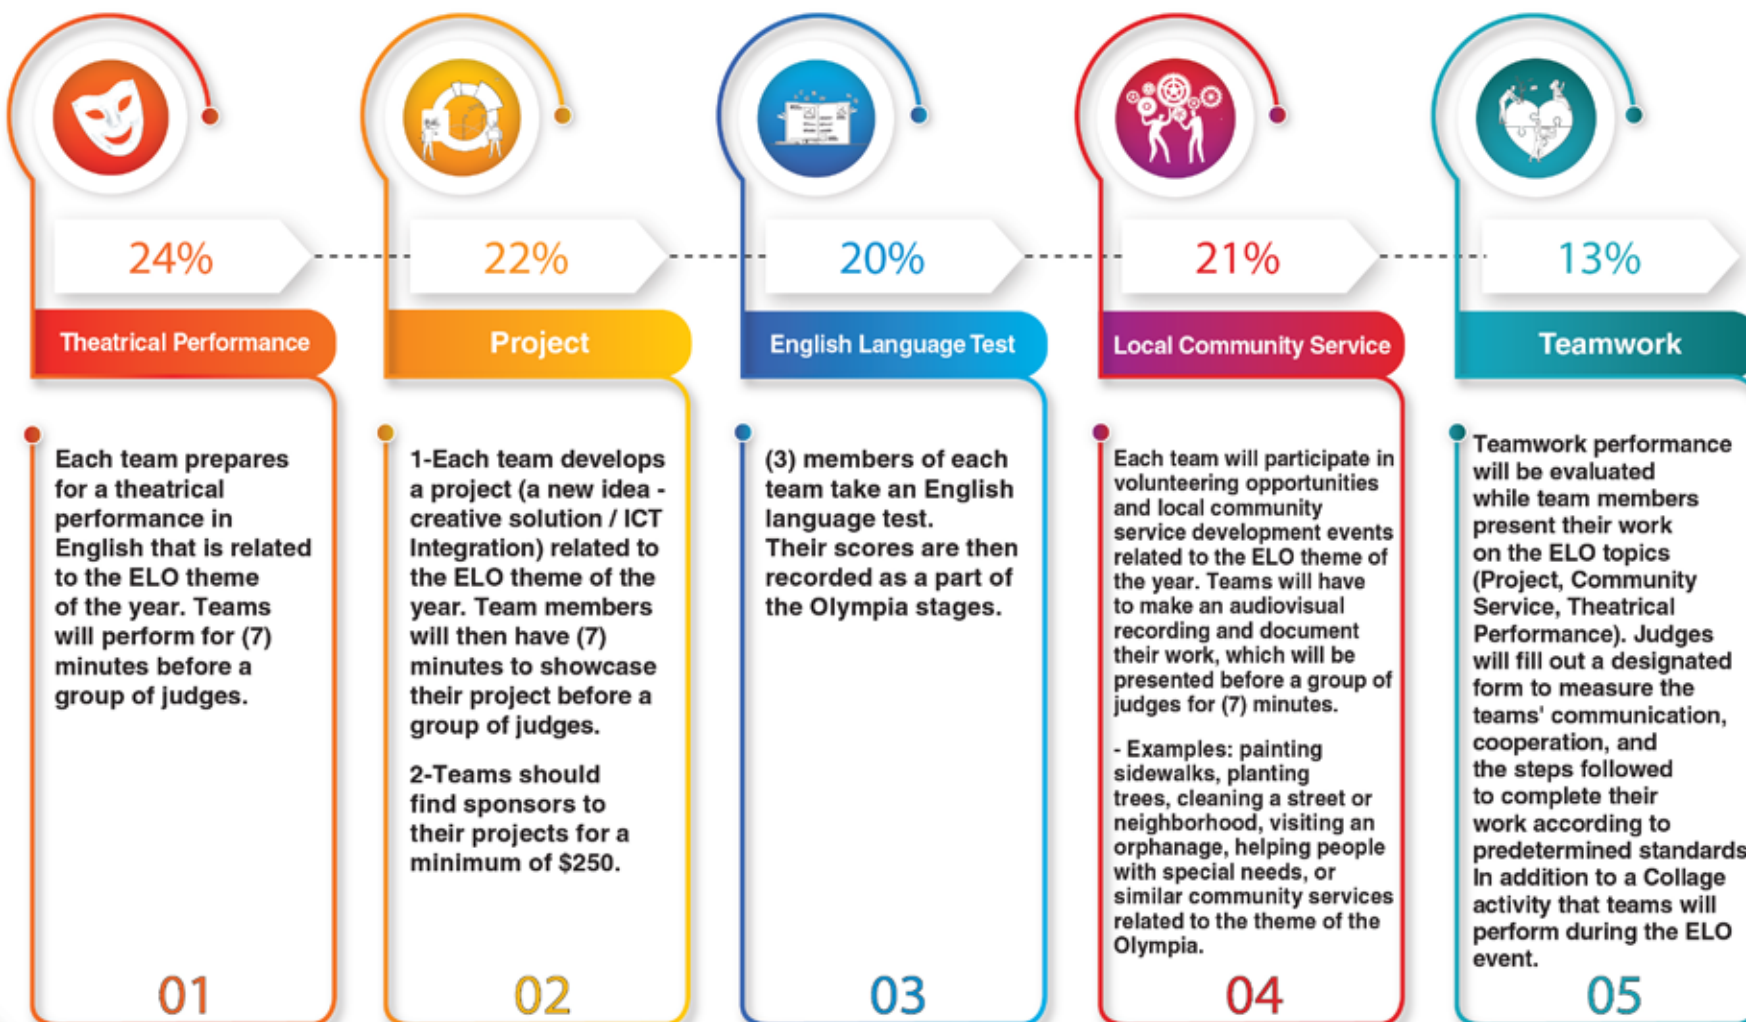 24%
Theatrical Performance
Each team prepares
for a theatrical
performance in
English that is related
to the ELO theme
of the year. Teams
will perform for (7)
minutes before a
group of judges.
01
22%
Project
1-Each team develops
a project (a new idea -
creative solution / ICT
Integration) related to
the ELO theme of the
year. Team members
will then have (7)
minutes to showcase
their project before a
group of judges.
2-Teams should
find sponsors to
their projects for a
minimum of $250.
02
20%
English Language Test
(3) members of each
team take an English
language test.
Their scores are then
recorded as a part of
the Olympia stages.
03
21%
Local Community Service
Each team will participate in
volunteering opportunities
and local community
service development events
related to the ELO theme of
the year. Teams will have
to make an audiovisual
recording and document
their work, which will be
presented before a group of
judges for (7) minutes.
- Examples: painting
sidewalks, planting
trees, cleaning a street or
neighborhood, visiting an
orphanage, helping people
with special needs, or
similar community services
related to the theme of the
Olympia.
04
13%
Teamwork
Teamwork performance
will be evaluated
while team members
present their work
on the ELO topics
(Project, Community
Service, Theatrical
Performance). Judges
will fill out a designated
form to measure the
teams' communication,
cooperation, and
the steps followed
to complete their
work according to
predetermined standards
In addition to a Collage
activity that teams will
perform during the ELO
event.
05